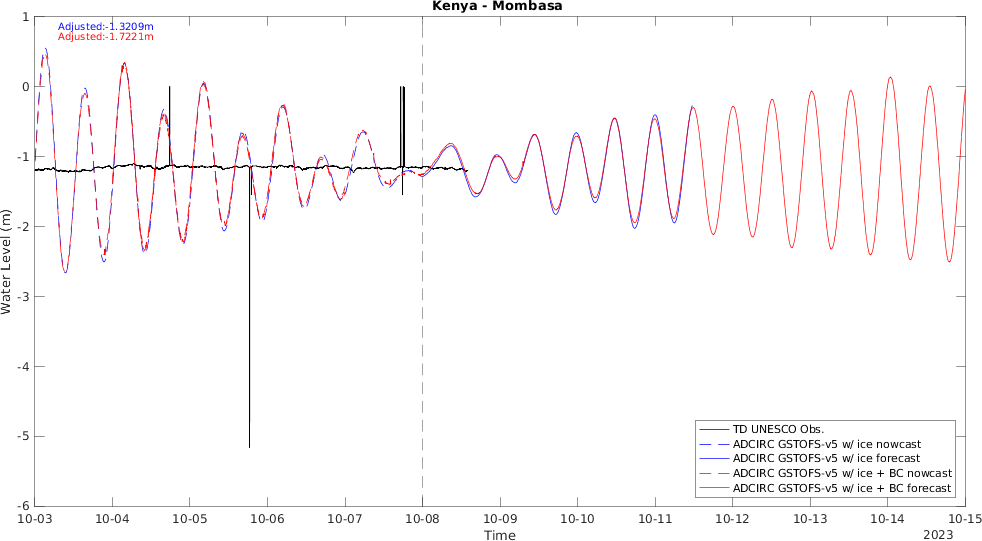 Kenya - Mombasa
Adjusted:-1.3209m
Adjusted:-1.7221m
1
0
-1
-2
-3
-4
-5
-6
Water Level (m)
TD UNESCO Obs.
ADCIRC GSTOFS-v5 w/ ice nowcast
ADCIRC GSTOFS-v5 w/ ice forecast
ADCIRC GSTOFS-v5 w/ ice + BC nowcast
ADCIRC GSTOFS-v5 w/ ice + BC forecast
10-03 10-04 10-05 10-06 10-07 10-08 10-09 10-10 10-11 10-12 10-13 10-14 10-15
Time
2023